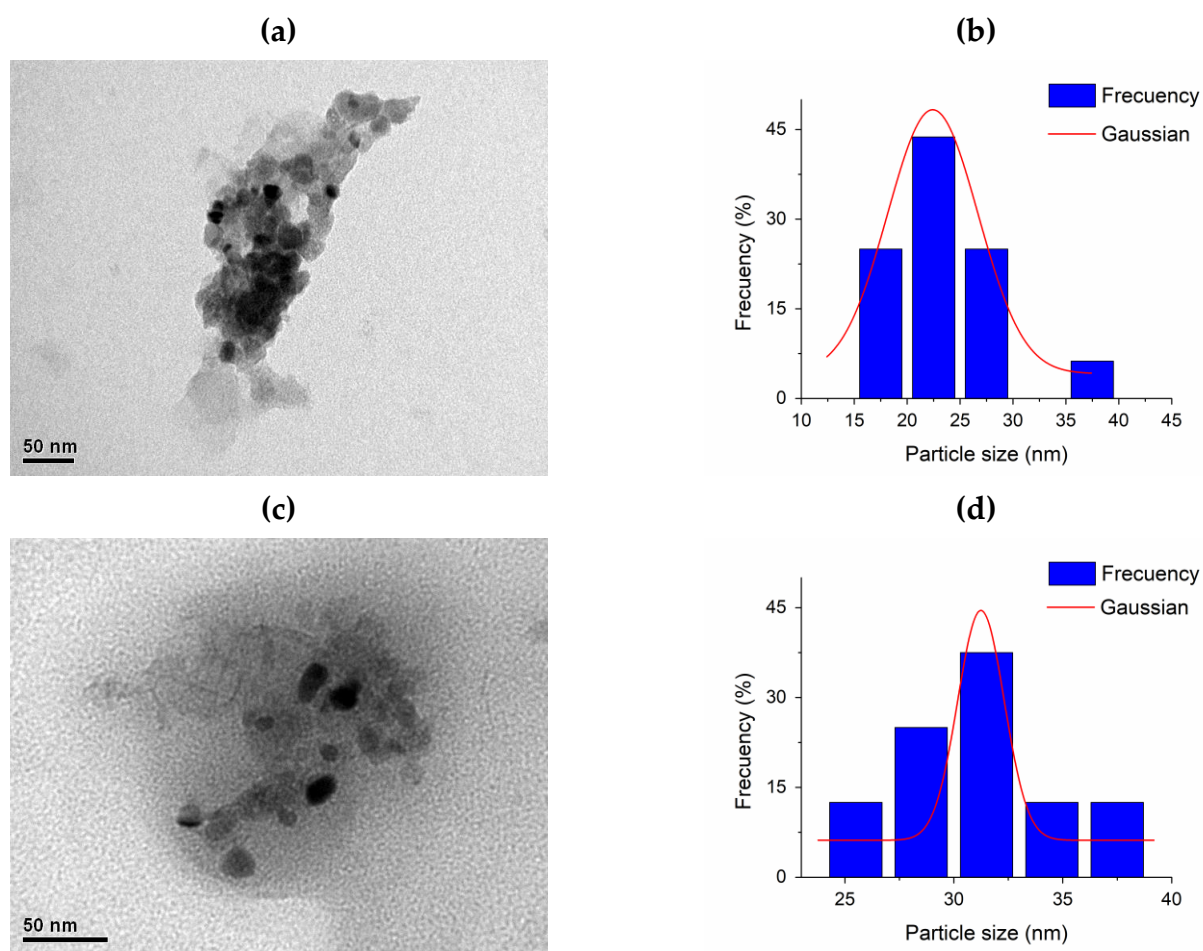 (a)
(b)
50 nm
Frecuency
Gaussian
Frecuency (%)
45
30
15
0
10 15 20 25 30 35 40 45
Particle size (nm)
(c)
(d)
50 nm
Frecuency
Gaussian
Frecuency (%)
45
30
15
0
25 30 35 40
Particle size (nm)